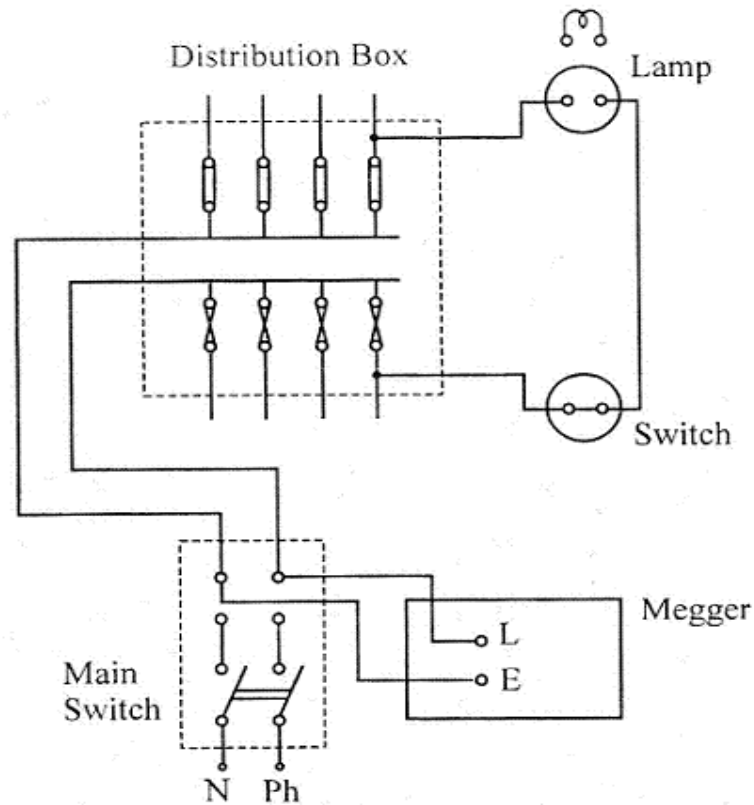 Distribution Box
Lamp
Switch
Megger
L
E
Main
Switch
N Ph